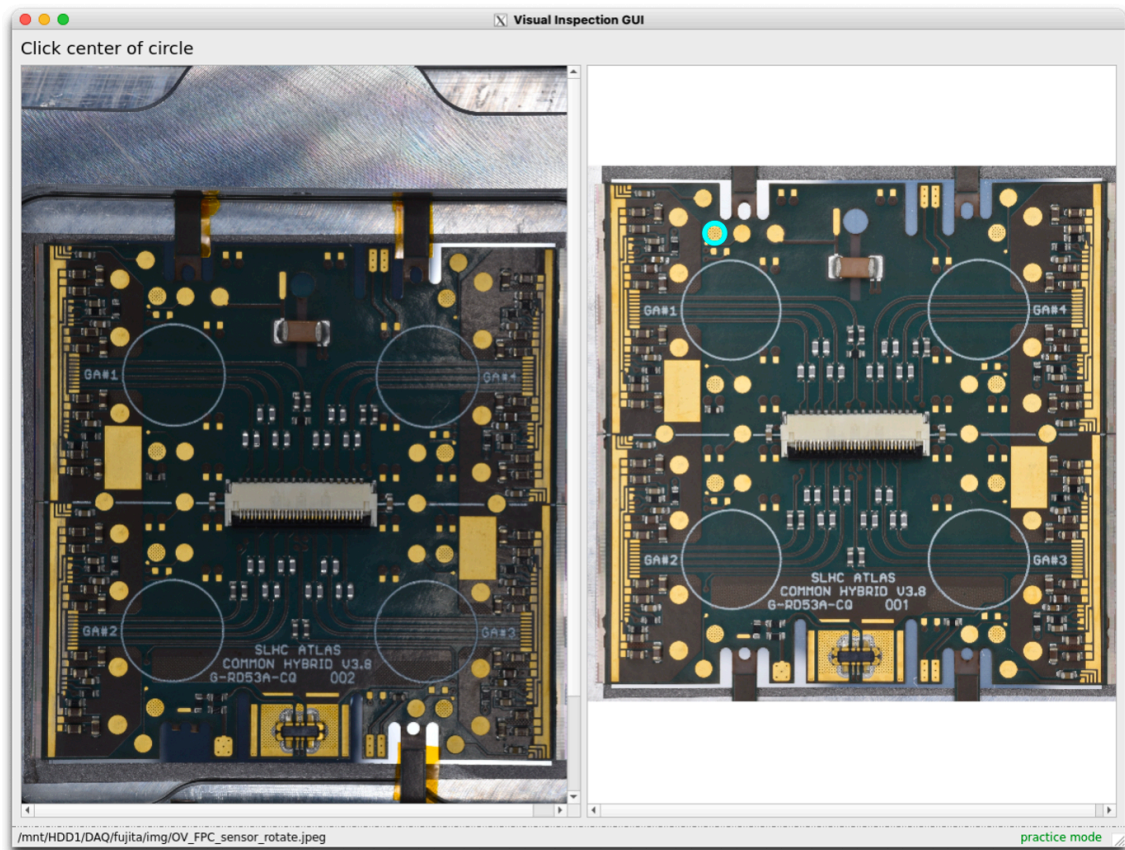 Visual Inspection GUI
Click center of circle
GA#1
GA#4
GA#2
GA#3
SLHC ATLAS
COMMON HYBRID V3.8
G-RD53A-CQ 002
GA#1
GA#4
GA#2
GA#3
SLHC ATLAS
COMMON HYBRID V3.8
G-RD53A-CQ 001
/mnt/HDD1/DAQ/fujita/img/OV_FPC_sensor_rotate.jpeg
practice mode